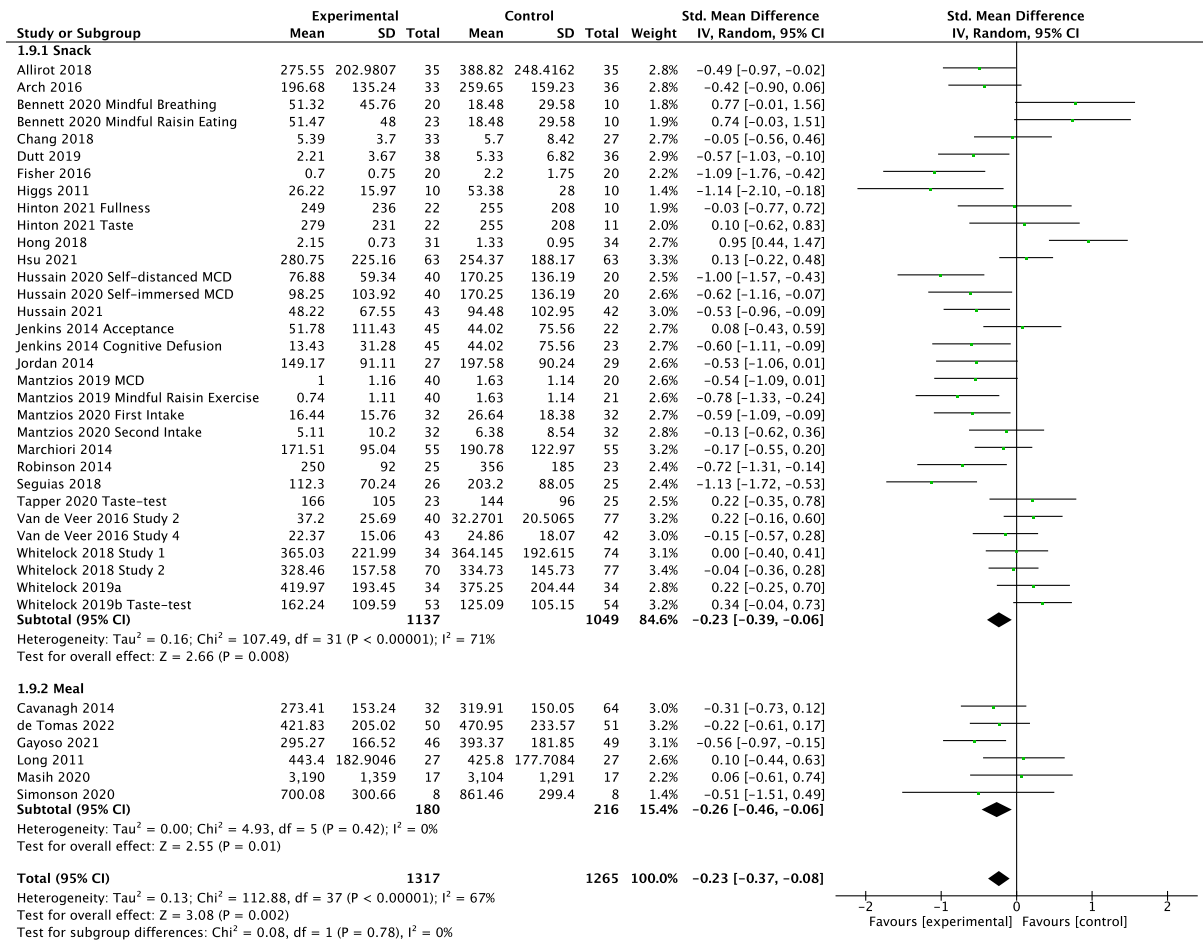 Experimental Control Std. Mean Difference Std. Mean Difference
Study or Subgroup Mean SD Total Mean SD Total Weight IV, Random, 95% CI IV, Random, 95% CI
1.9.1 Snack
Allirot 2018 275.55 202.9807 35 388.82 248.4162 35 2.8% -0.49 [-0.97, -0.02]
Arch 2016 196.68 135.24 33 259.65 159.23 36 2.8% -0.42 [-0.90, 0.06]
Bennett 2020 Mindful Breathing 51.32 45.76 20 18.48 29.58 10 1.8% 0.77 [-0.01, 1.56]
Bennett 2020 Mindful Raisin Eating 51.47 48 23 18.48 29.58 10 1.9% 0.74 [-0.03, 1.51]
Chang 2018 5.39 3.7 33 5.7 8.42 27 2.7% -0.05 [-0.56, 0.46]
Dutt 2019 2.21 3.67 38 5.33 6.82 36 2.9% -0.57 [-1.03, -0.10]
Fisher 2016 0.7 0.75 20 2.2 1.75 20 2.2% -1.09 [-1.76, -0.42]
Higgs 2011 26.22 15.97 10 53.38 28 10 1.4% -1.14 [-2.10, -0.18]
Hinton 2021 Fullness 249 236 22 255 208 10 1.9% -0.03 [-0.77, 0.72]
Hinton 2021 Taste 279 231 22 255 208 11 2.0% 0.10 [-0.62, 0.83]
Hong 2018 2.15 0.73 31 1.33 0.95 34 2.7% 0.95 [0.44, 1.47]
Hsu 2021 280.75 225.16 63 254.37 188.17 63 3.3% 0.13 [-0.22, 0.48]
Hussain 2020 Self-distanced MCD 76.88 59.34 40 170.25 136.19 20 2.5% -1.00 [-1.57, -0.43]
Hussain 2020 Self-immersed MCD 98.25 103.92 40 170.25 136.19 20 2.6% -0.62 [-1.16, -0.07]
Hussain 2021 48.22 67.55 43 94.48 102.95 42 3.0% -0.53 [-0.96, -0.09]
Jenkins 2014 Acceptance 51.78 111.43 45 44.02 75.56 22 2.7% 0.08 [-0.43, 0.59]
Jenkins 2014 Cognitive Defusion 13.43 31.28 45 44.02 75.56 23 2.7% -0.60 [-1.11, -0.09]
Jordan 2014 149.17 91.11 27 197.58 90.24 29 2.6% -0.53 [-1.06, 0.01]
Mantzios 2019 MCD 1 1.16 40 1.63 1.14 20 2.6% -0.54 [-1.09, 0.01]
Mantzios 2019 Mindful Raisin Exercise 0.74 1.11 40 1.63 1.14 21 2.6% -0.78 [-1.33, -0.24]
Mantzios 2020 First Intake 16.44 15.76 32 26.64 18.38 32 2.7% -0.59 [-1.09, -0.09]
Mantzios 2020 Second Intake 5.11 10.2 32 6.38 8.54 32 2.8% -0.13 [-0.62, 0.36]
Marchiori 2014 171.51 95.04 55 190.78 122.97 55 3.2% -0.17 [-0.55, 0.20]
Robinson 2014 250 92 25 356 185 23 2.4% -0.72 [-1.31, -0.14]
Seguias 2018 112.3 70.24 26 203.2 88.05 25 2.4% -1.13 [-1.72, -0.53]
Tapper 2020 Taste-test 166 105 23 144 96 25 2.5% 0.22 [-0.35, 0.78]
Van de Veer 2016 Study 2 37.2 25.69 40 32.2701 20.5065 77 3.2% 0.22 [-0.16, 0.60]
Van de Veer 2016 Study 4 22.37 15.06 43 24.86 18.07 42 3.0% -0.15 [-0.57, 0.28]
Whitelock 2018 Study 1 365.03 221.99 34 364.145 192.615 74 3.1% 0.00 [-0.40, 0.41]
Whitelock 2018 Study 2 328.46 157.58 70 334.73 145.73 77 3.4% -0.04 [-0.36, 0.28]
Whitelock 2019a 419.97 193.45 34 375.25 204.44 34 2.8% 0.22 [-0.25, 0.70]
Whitelock 2019b Taste-test 162.24 109.59 53 125.09 105.15 54 3.2% 0.34 [-0.04, 0.73]
Subtotal (95% CI) 1137 1049 84.6% -0.23 [-0.39, -0.06]
Heterogeneity: Tau² = 0.16; Chi² = 107.49, df = 31 (P < 0.00001); I² = 71%
Test for overall effect: Z = 2.66 (P = 0.008)
1.9.2 Meal
Cavanagh 2014 273.41 153.24 32 319.91 150.05 64 3.0% -0.31 [-0.73, 0.12]
de Tomas 2022 421.83 205.02 50 470.95 233.57 51 3.2% -0.22 [-0.61, 0.17]
Gayoso 2021 295.27 166.52 46 393.37 181.85 49 3.1% -0.56 [-0.97, -0.15]
Long 2011 443.4 182.9046 27 425.8 177.7084 27 2.6% 0.10 [-0.44, 0.63]
Masih 2020 3,190 1,359 17 3,104 1,291 17 2.2% 0.06 [-0.61, 0.74]
Simonson 2020 700.08 300.66 8 861.46 299.4 8 1.4% -0.51 [-1.51, 0.49]
Subtotal (95% CI) 180 216 15.4% -0.26 [-0.46, -0.06]
Heterogeneity: Tau² = 0.00; Chi² = 4.93, df = 5 (P = 0.42); I² = 0%
Test for overall effect: Z = 2.55 (P = 0.01)
Total (95% CI) 1317 1265 100.0% -0.23 [-0.37, -0.08]
Heterogeneity: Tau² = 0.13; Chi² = 112.88, df = 37 (P < 0.00001); I² = 67%
Test for overall effect: Z = 3.08 (P = 0.002)
Test for subgroup differences: Chi² = 0.08, df = 1 (P = 0.78), I² = 0%
-2 -1 0 1 2
Favours [experimental] Favours [control]